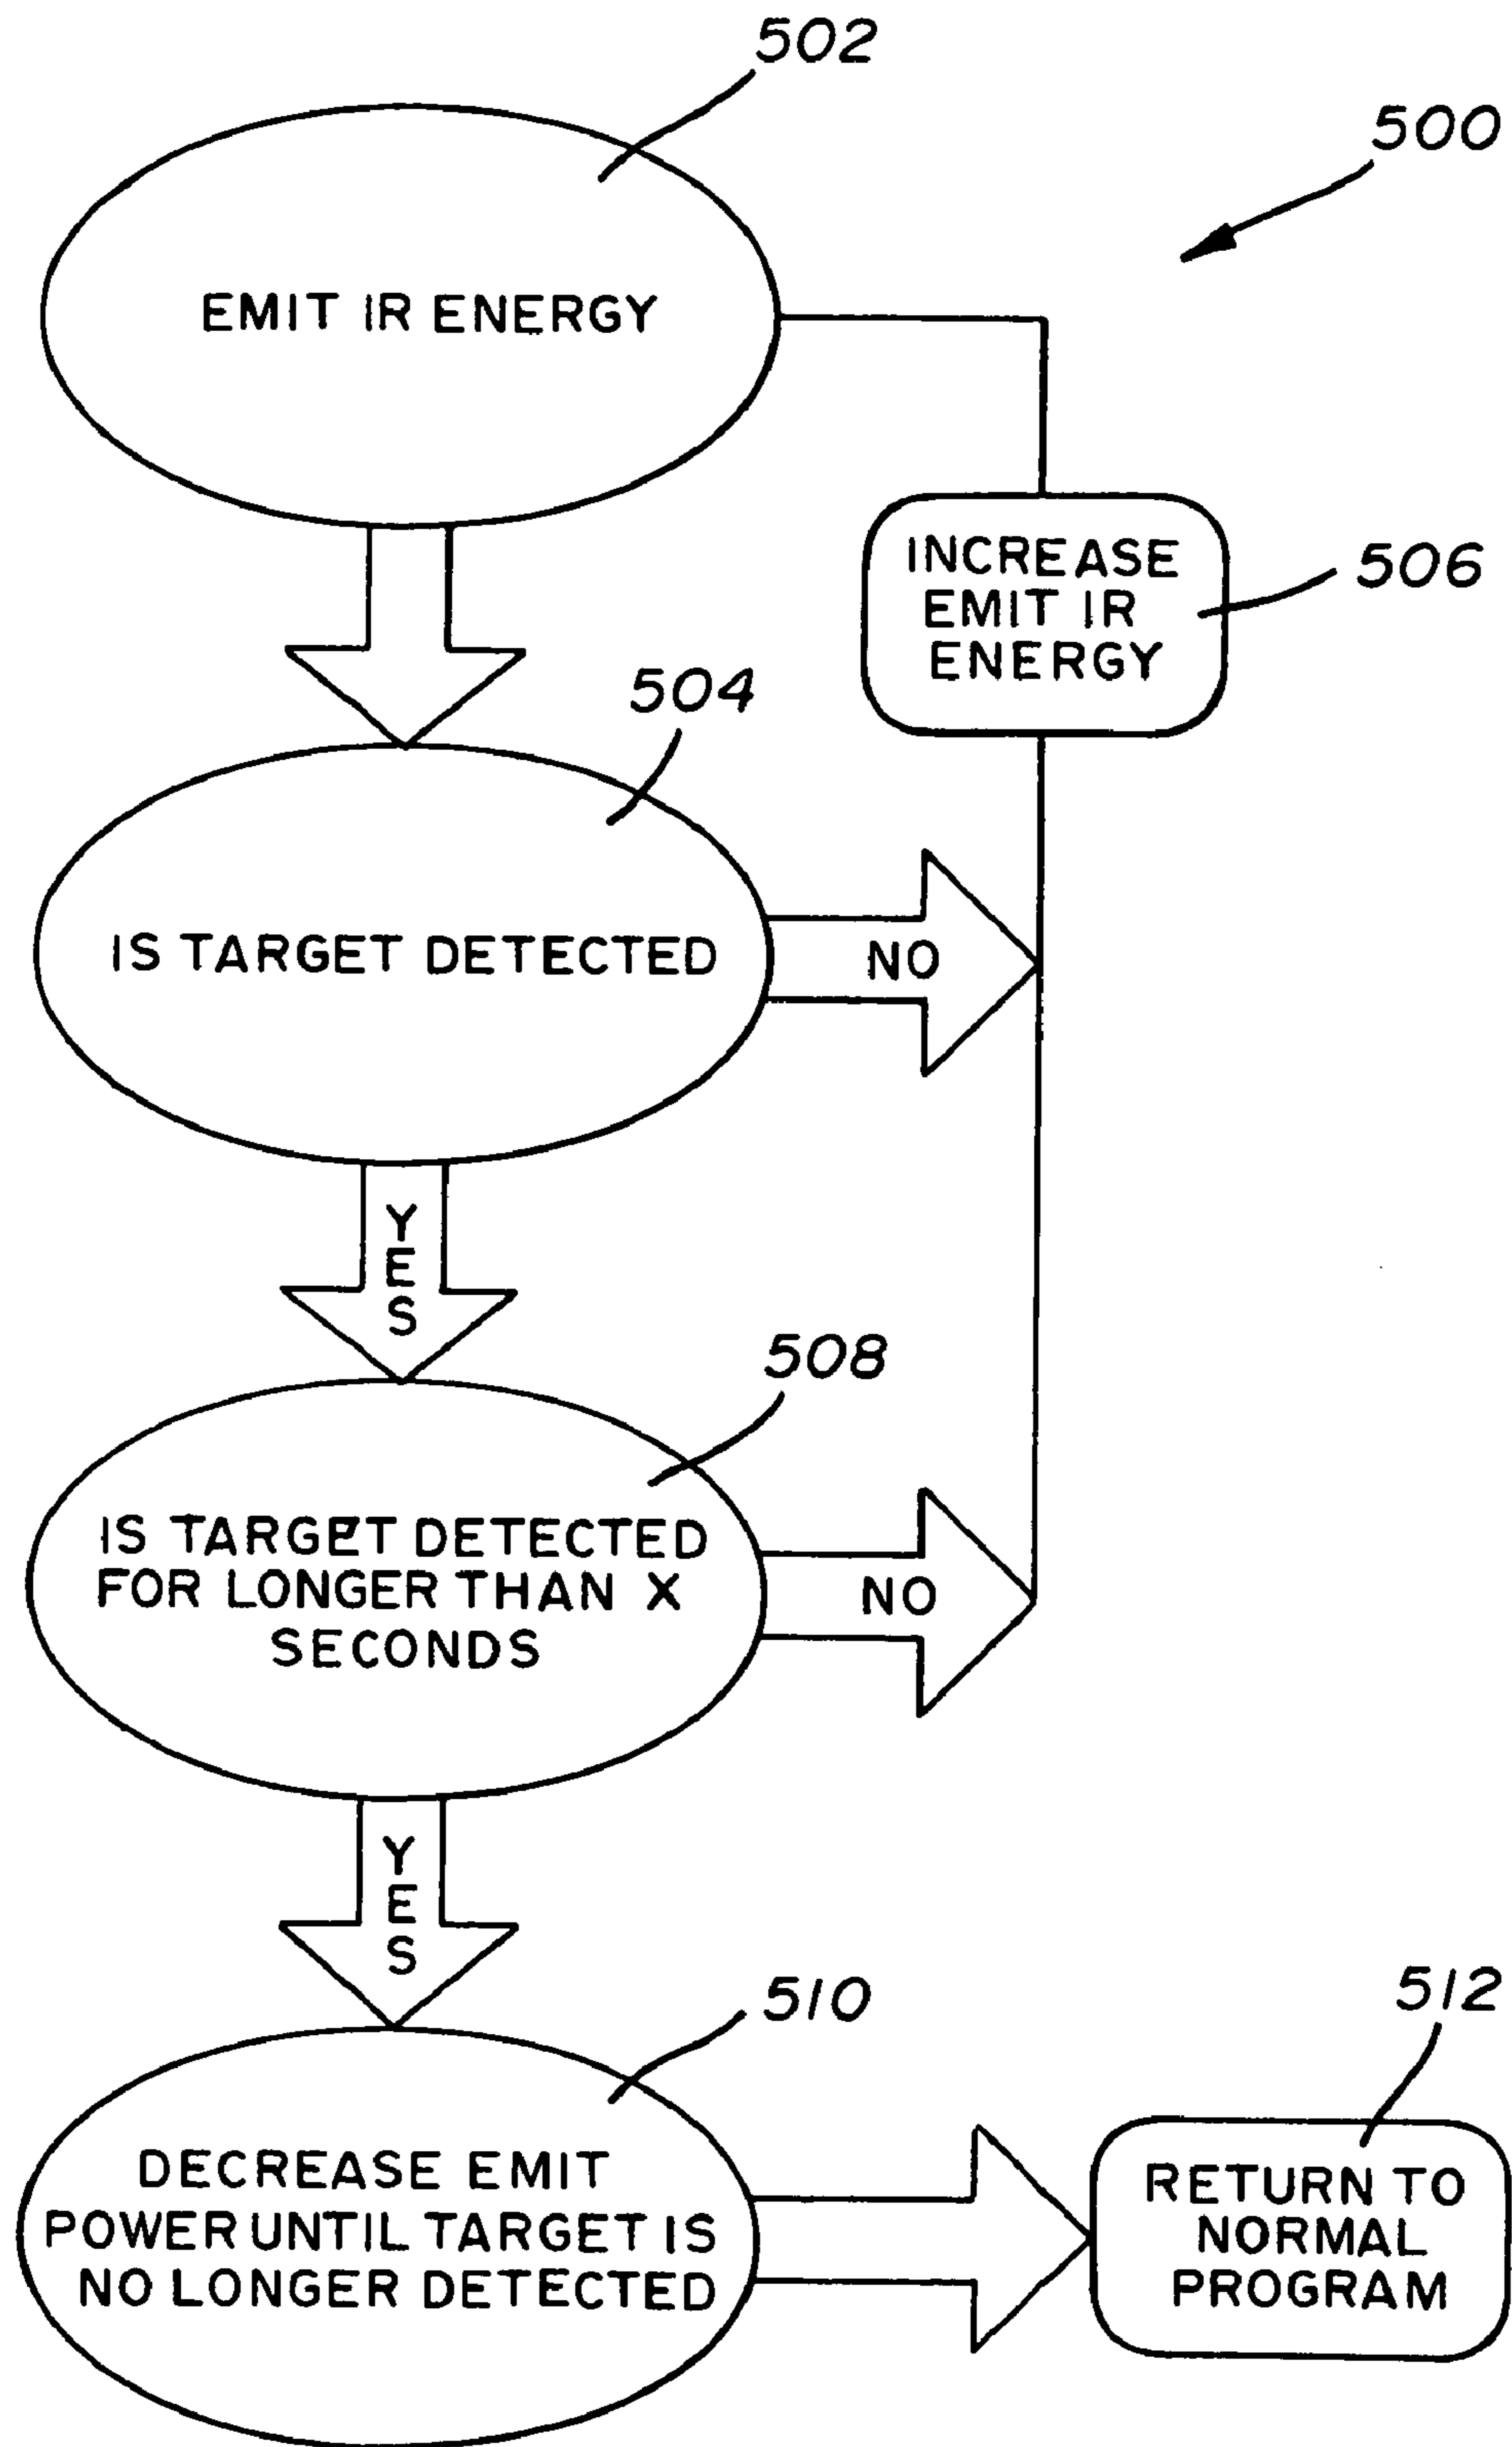 502
500
EMIT IR ENERGY
INCREASE
EMIT IR
ENERGY
506
504
IS TARGET DETECTED
NO
YES
508
IS TARGET DETECTED
FOR LONGER THAN X
SECONDS
NO
YES
510
512
DECREASE EMIT
POWER UNTIL TARGET IS
NO LONGER DETECTED
RETURN TO
NORMAL
PROGRAM